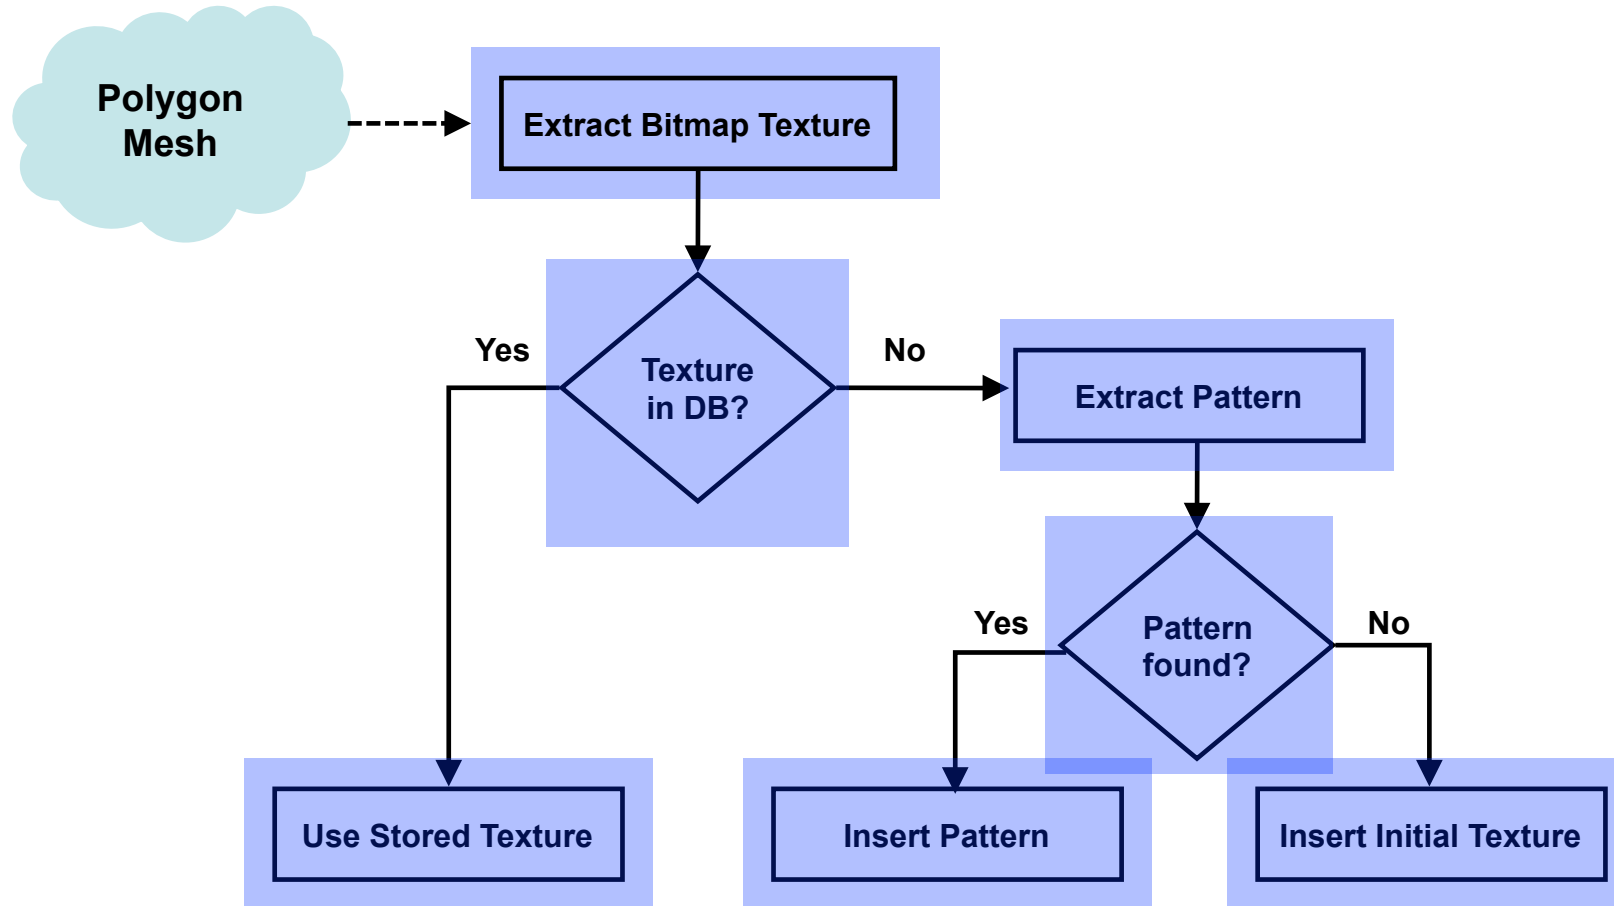 Polygon
Mesh
Extract Bitmap Texture
Yes
Texture
in DB?
No
Extract Pattern
Yes
Pattern
found?
No
Use Stored Texture
Insert Pattern
Insert Initial Texture